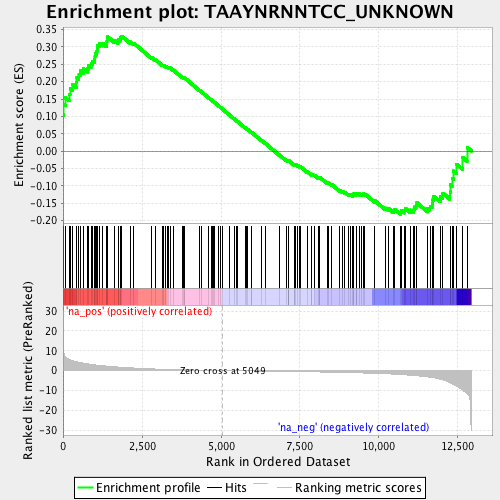 Enrichment plot: TAAYNRNNTCC_UNKNOWN
Enrichment score (ES)
0.35
0.30
0.25
0.20
0.15
0.10
0.05
0.00
-0.05
-0.10
-0.15
-0.20
Ranked list metric (PreRanked)
30
20
10
0
-10
-20
-30
'na_pos' (positively correlated)
Zero cross at 5049
'na_neg' (negatively correlated)
0
2,500
5,000
7,500
10,000
12,500
Rank in Ordered Dataset
Enrichment profile
Hits
Ranking metric scores